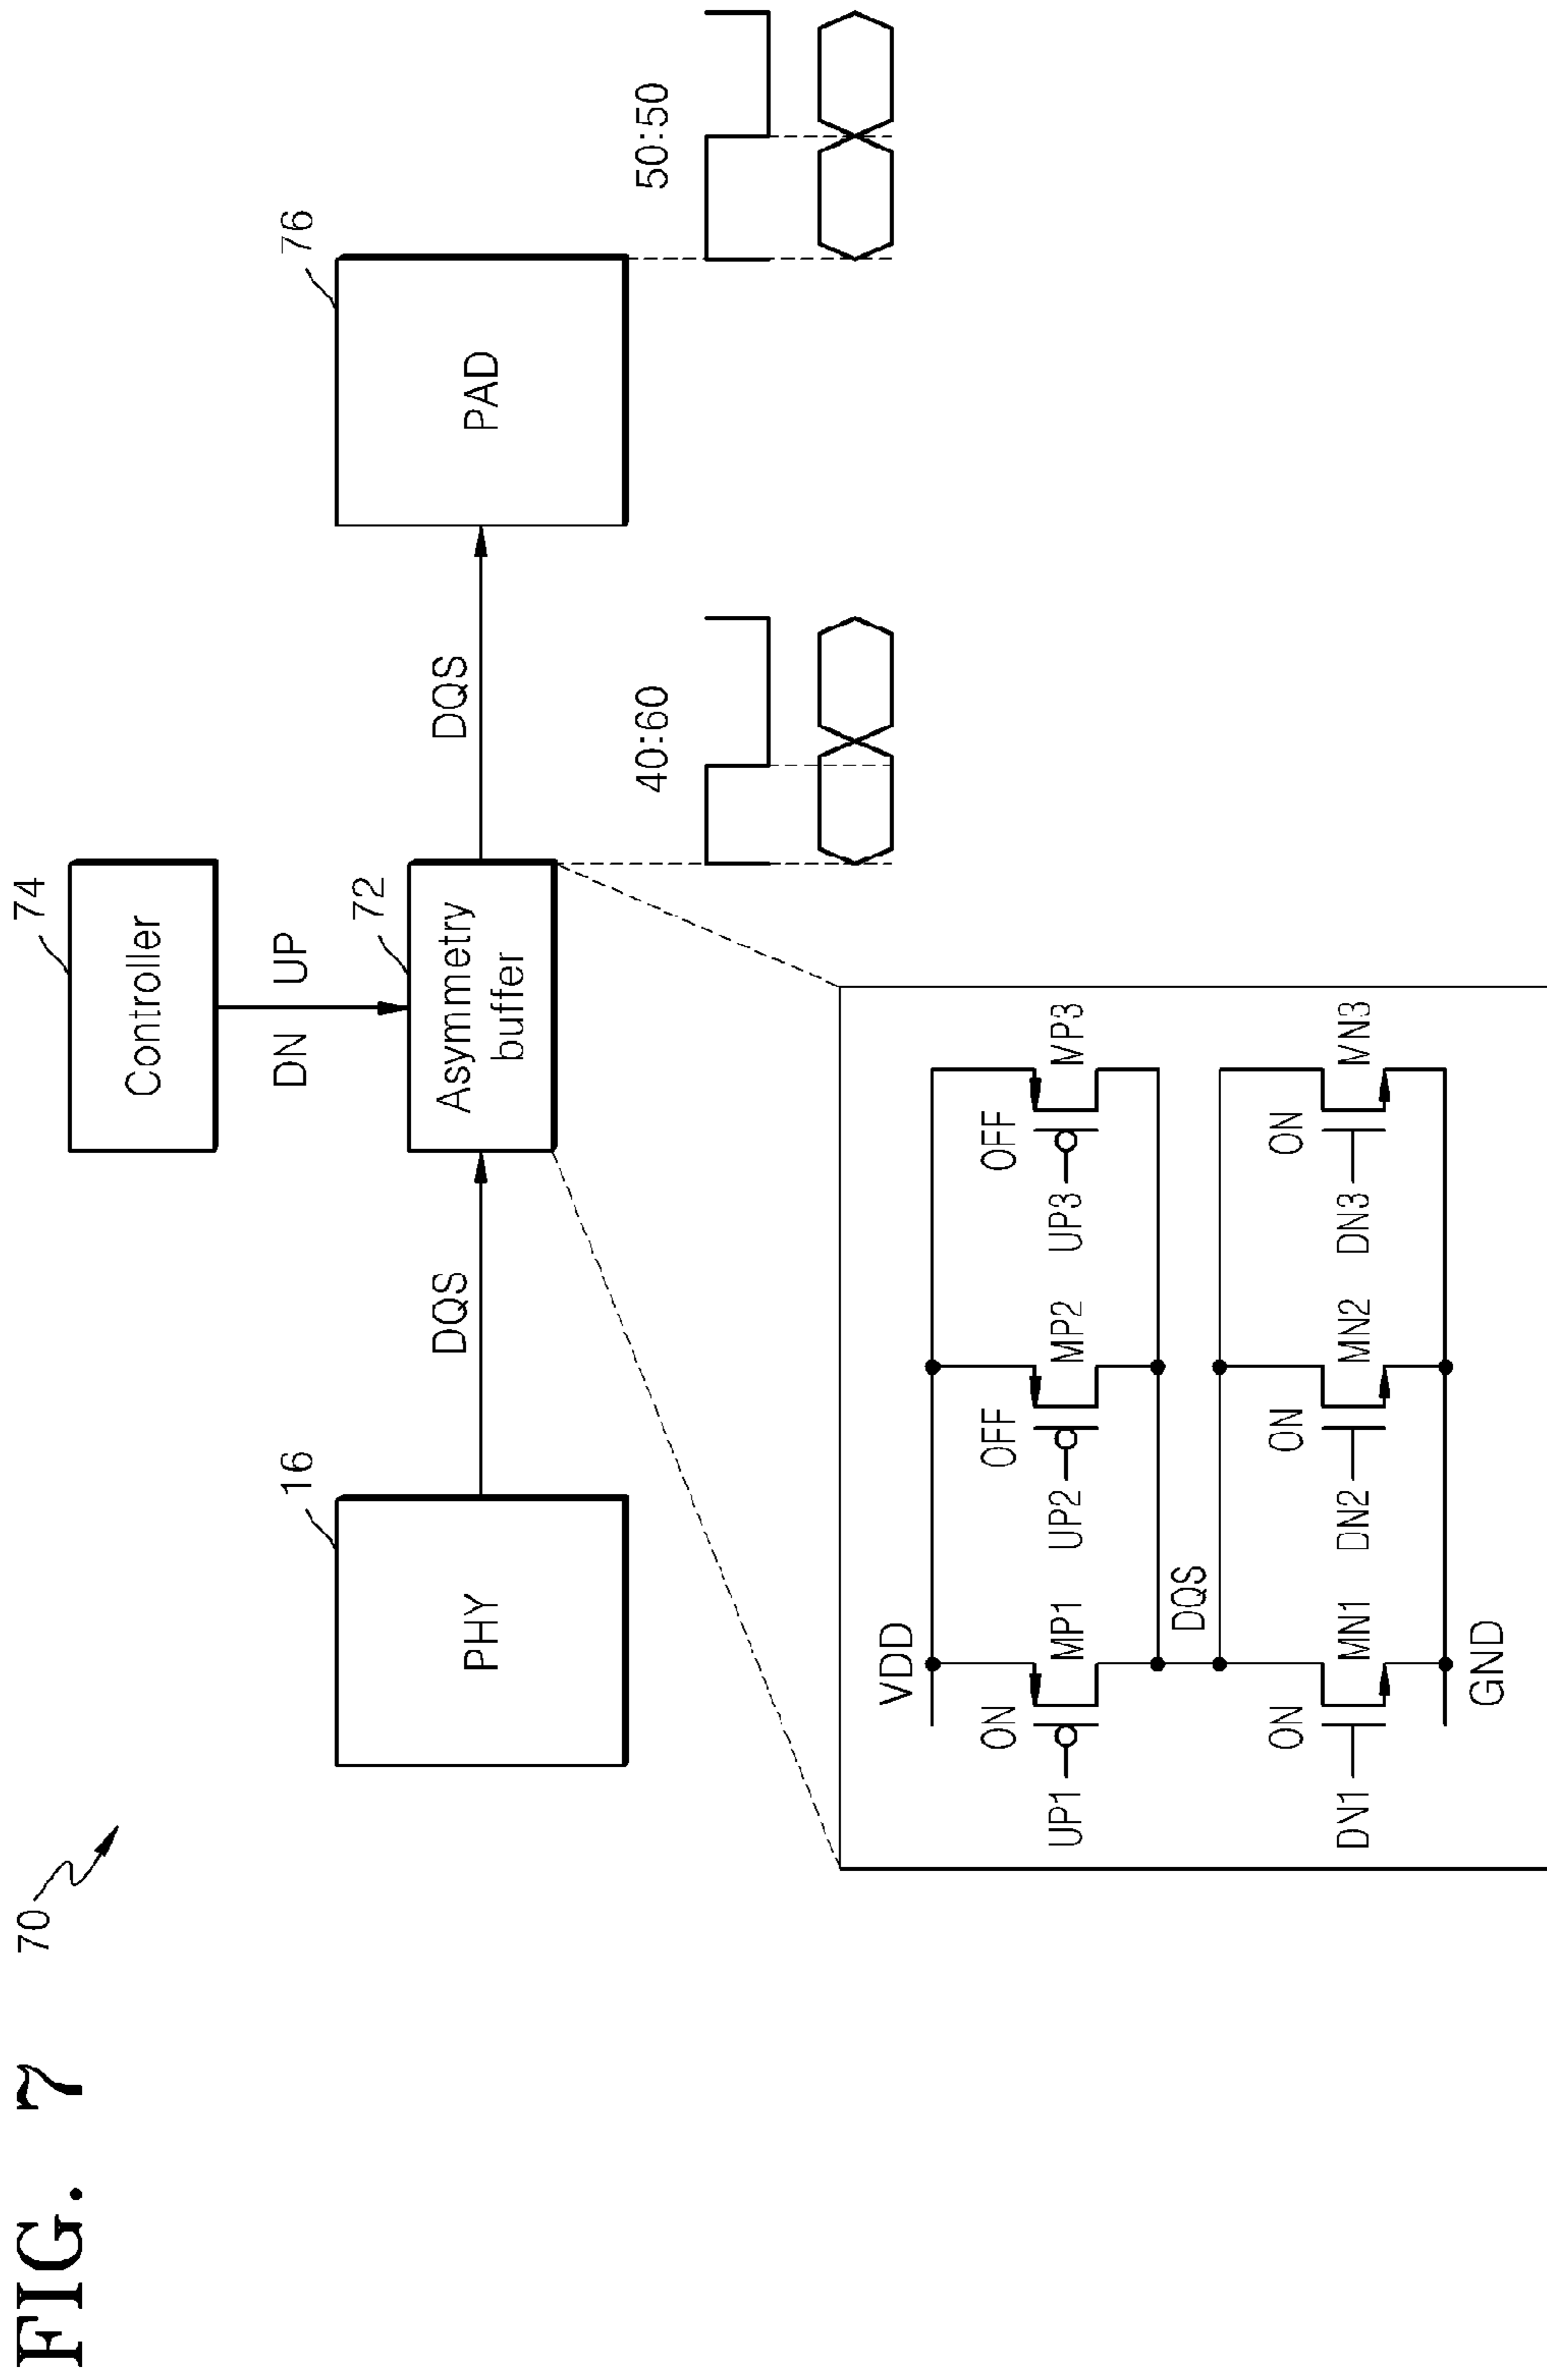 FIG. 7
70
74
Controller
DN
UP
16
PHY
DQS
72
Asymmetry
buffer
DQS
76
PAD
40:60
50:50
VDD
ON
OFF
OFF
UP1
MP1
UP2
MP2
UP3
MP3
DQS
ON
ON
ON
DN1
MN1
DN2
MN2
DN3
MN3
GND